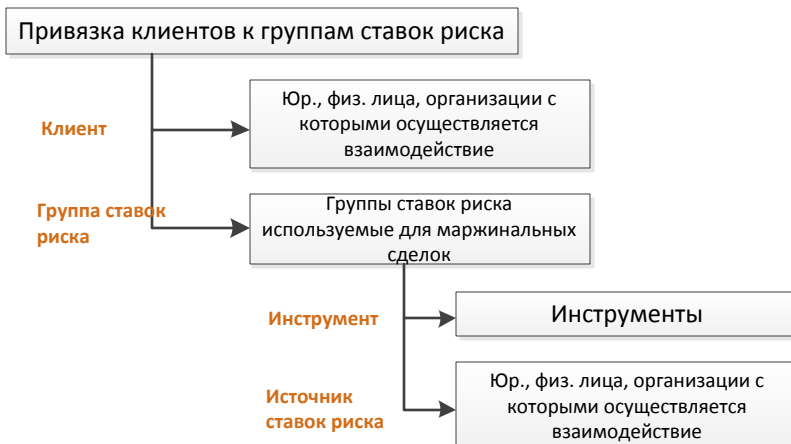 Привязка клиентов к группам ставок риска
Клиент
Юр., физ. лица, организации с
которыми осуществляется
взаимодействие
Группа ставок
риска
Группы ставок риска
используемые для маржинальных
сделок
Инструмент
Инструменты
Источник
ставок риска
Юр., физ. лица, организации с
которыми осуществляется
взаимодействие